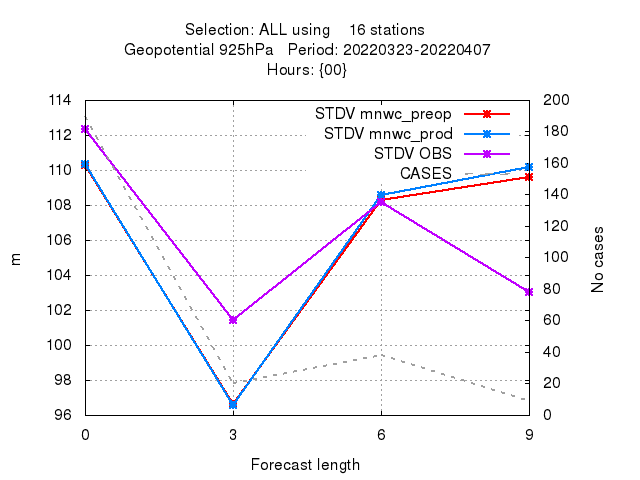 Selection: ALL using    16 stations
Geopotential 925hPa   Period: 20220323-20220407
Hours: {00}
114
112
110
108
106
104
102
100
98
96
200
180
160
140
120
100
80
60
40
20
0
STDV mnwc_preop
STDV mnwc_prod
STDV OBS
CASES
m
No cases
0
3
6
9
Forecast length